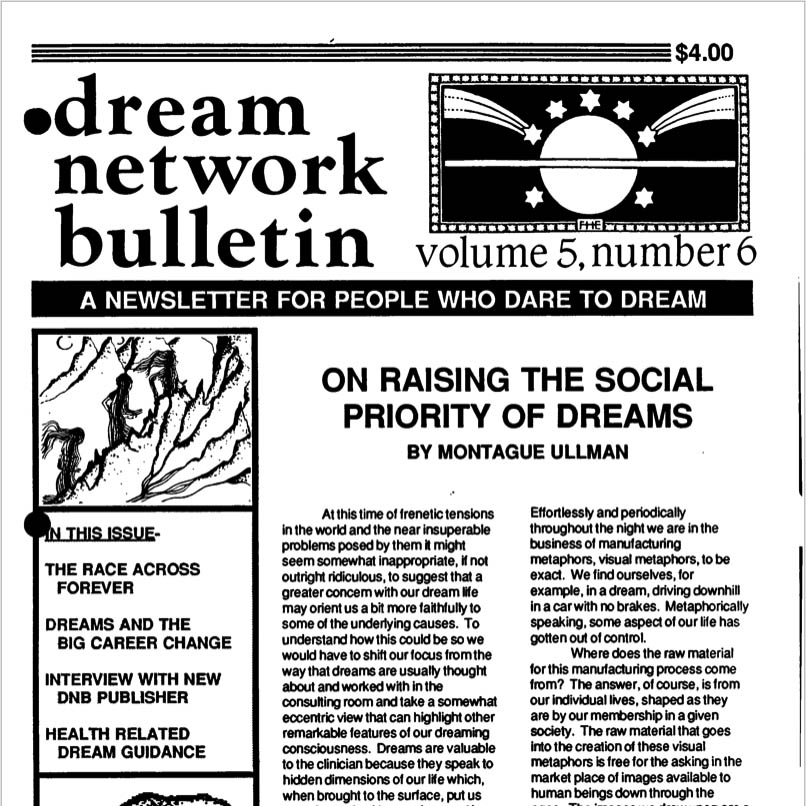 $4.00
dream
network
bulletin
FHE
volume 5, number 6
A NEWSLETTER FOR PEOPLE WHO DARE TO DREAM
IN THIS ISSUE-
THE RACE ACROSS
FOREVER
DREAMS AND THE
BIG CAREER CHANGE
INTERVIEW WITH NEW
DNB PUBLISHER
HEALTH RELATED
DREAM GUIDANCE
ON RAISING THE SOCIAL
PRIORITY OF DREAMS
BY MONTAGUE ULLMAN
At this time of frenetic tensions
in the world and the near insuperable
problems posed by them it might
seem somewhat inappropriate, if not
outright ridiculous, to suggest that a
greater concern with our dream life
may orient us a bit more faithfully to
some of the underlying causes. To
understand how this could be so we
would have to shift our focus from the
way that dreams are usually thought
about and worked with in the
consulting room and take a somewhat
eccentric view that can highlight other
remarkable features of our dreaming
consciousness. Dreams are valuable
to the clinician because they speak to
hidden dimensions of our life which,
when brought to the surface, put us
Effortlessly and periodically
throughout the night we are in the
business of manufacturing
metaphors, visual metaphors, to be
exact. We find ourselves, for
example, in a dream, driving downhill
in a car with no brakes. Metaphorically
speaking, some aspect of our life has
gotten out of control.
Where does the raw material
for this manufacturing process come
from? The answer, of course, is from
our individual lives, shaped as they
are by our membership in a given
society. The raw material that goes
into the creation of these visual
metaphors is free for the asking in the
market place of images available to
human beings down through the